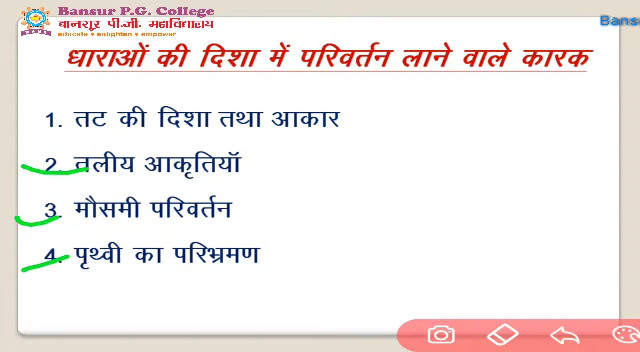 Bansur P.G. College
बानसूर पी.जी. महाविद्यालय
educate • enlighten • empower
Bans
धाराओं की दिशा में परिवर्तन लाने वाले कारक
1. तट की दिशा तथा आकार
2. तलीय आकृतियॉ
3. मौसमी परिवर्तन
4. पृथ्वी का परिभ्रमण